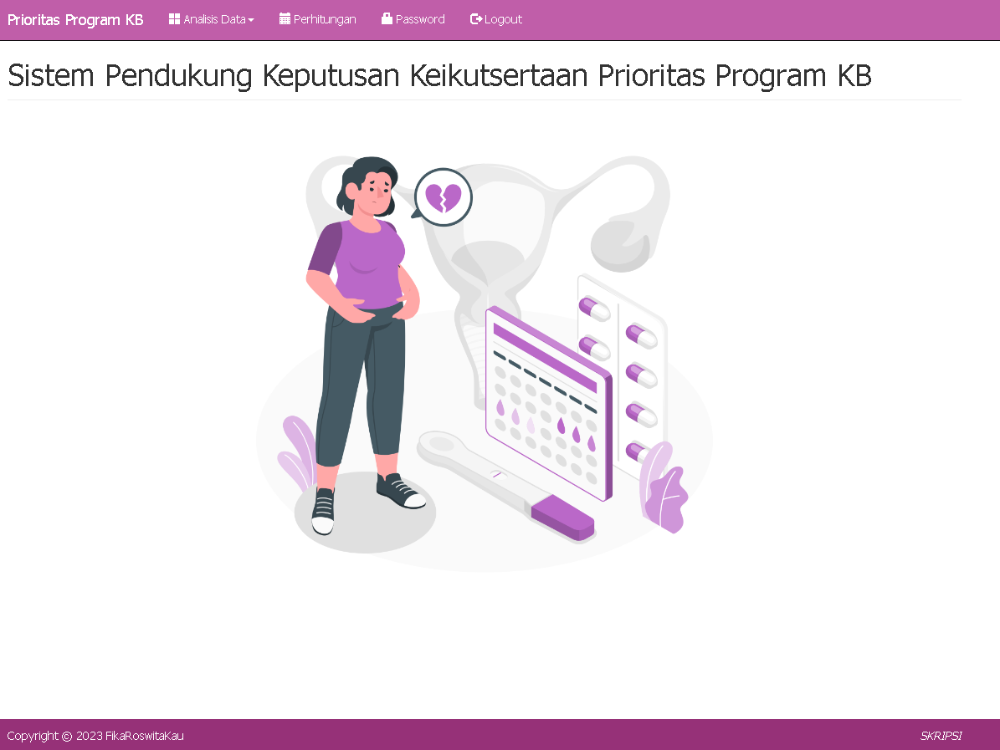 Prioritas Program KB Analisis Data Perhitungan Password Logout
Sistem Pendukung Keputusan Keikutsertaan Prioritas Program KB
Copyright © 2023 FikaRoswitaKau SKRIPSI